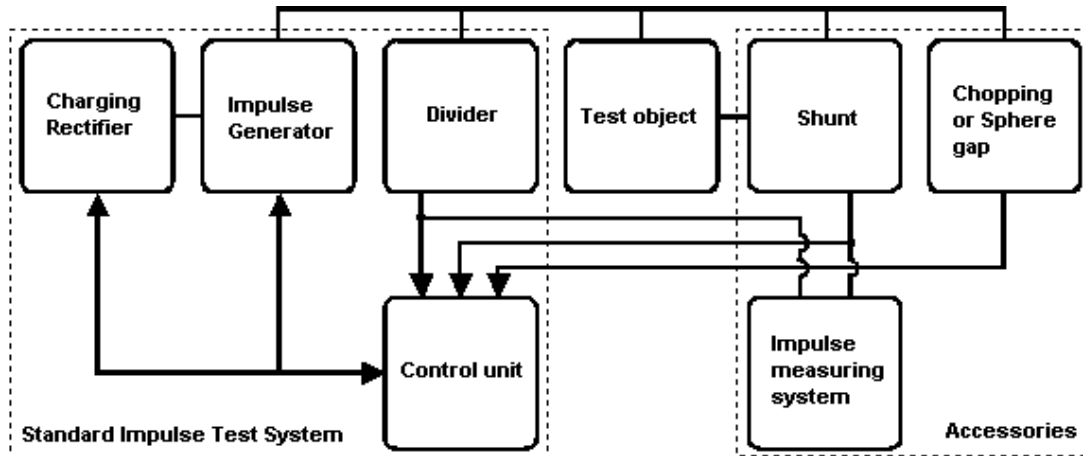 Charging
Rectifier
Impulse
Generator
Divider
Test object
Shunt
Chopping
or Sphere
gap
Control unit
Impulse
measuring
system
Standard Impulse Test System
Accessories